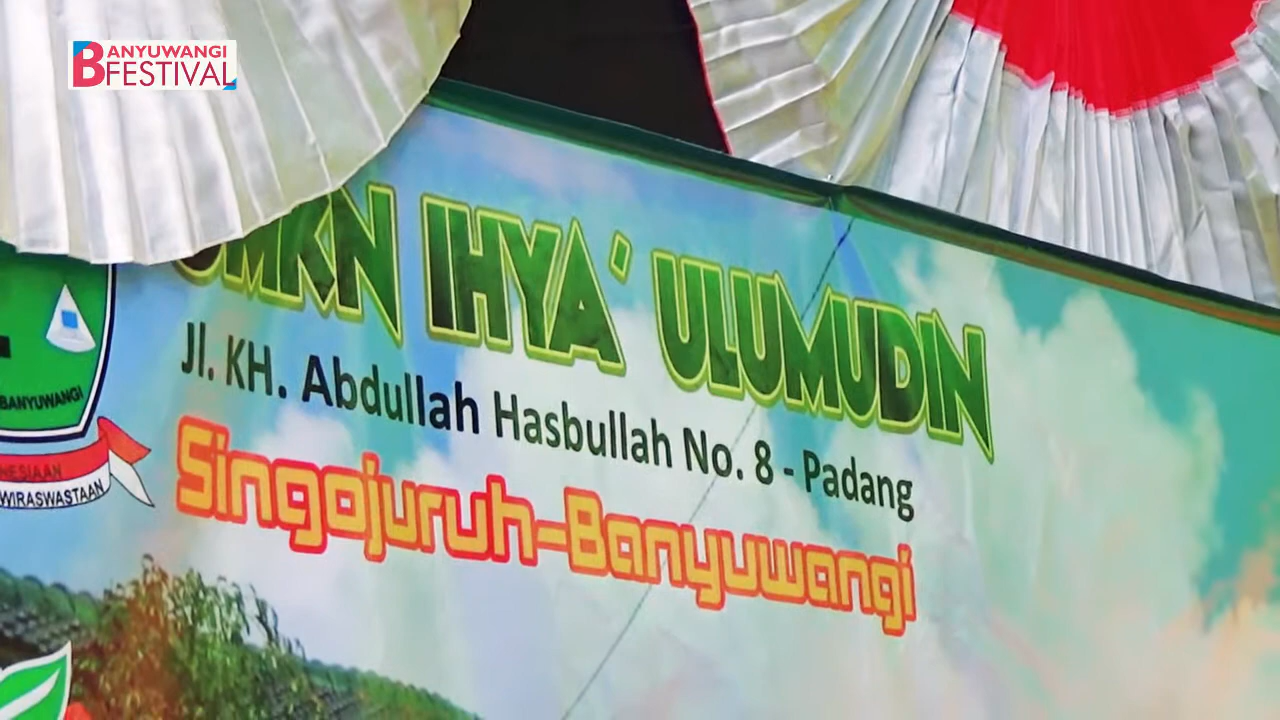 BANYUWANGI
FESTIVAL
SMKN IHYA' ULUMUDIN
Jl. KH. Abdullah Hasbullah No. 8 - Padang
Singojuruh-Banyuwangi
BANYUWANGI
WIRASWASTAAN